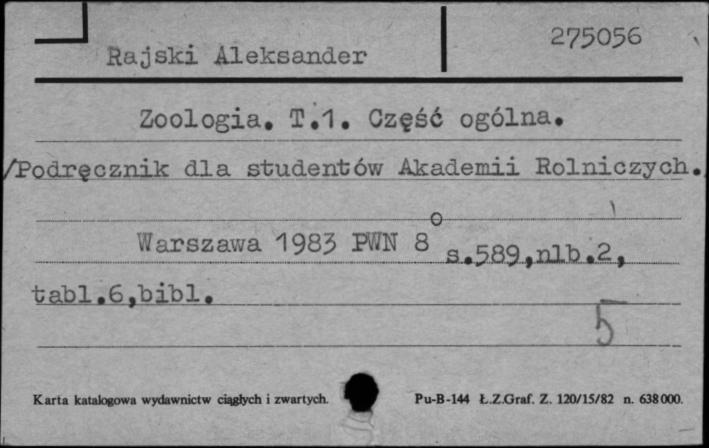 Rajski Aleksander 275056
Zoologia. T.1. Część ogólna.
/Podręcznik dla studentów Akademii Rolniczych.
Warszawa 1983 PWN 8° s.589,nlb.2,
tabl.6,bibl.
5
Karta katalogowa wydawnictw ciągłych i zwartych. Pu-B-144 Ł.Z.Graf. Z. 120/15/82 n. 638000.